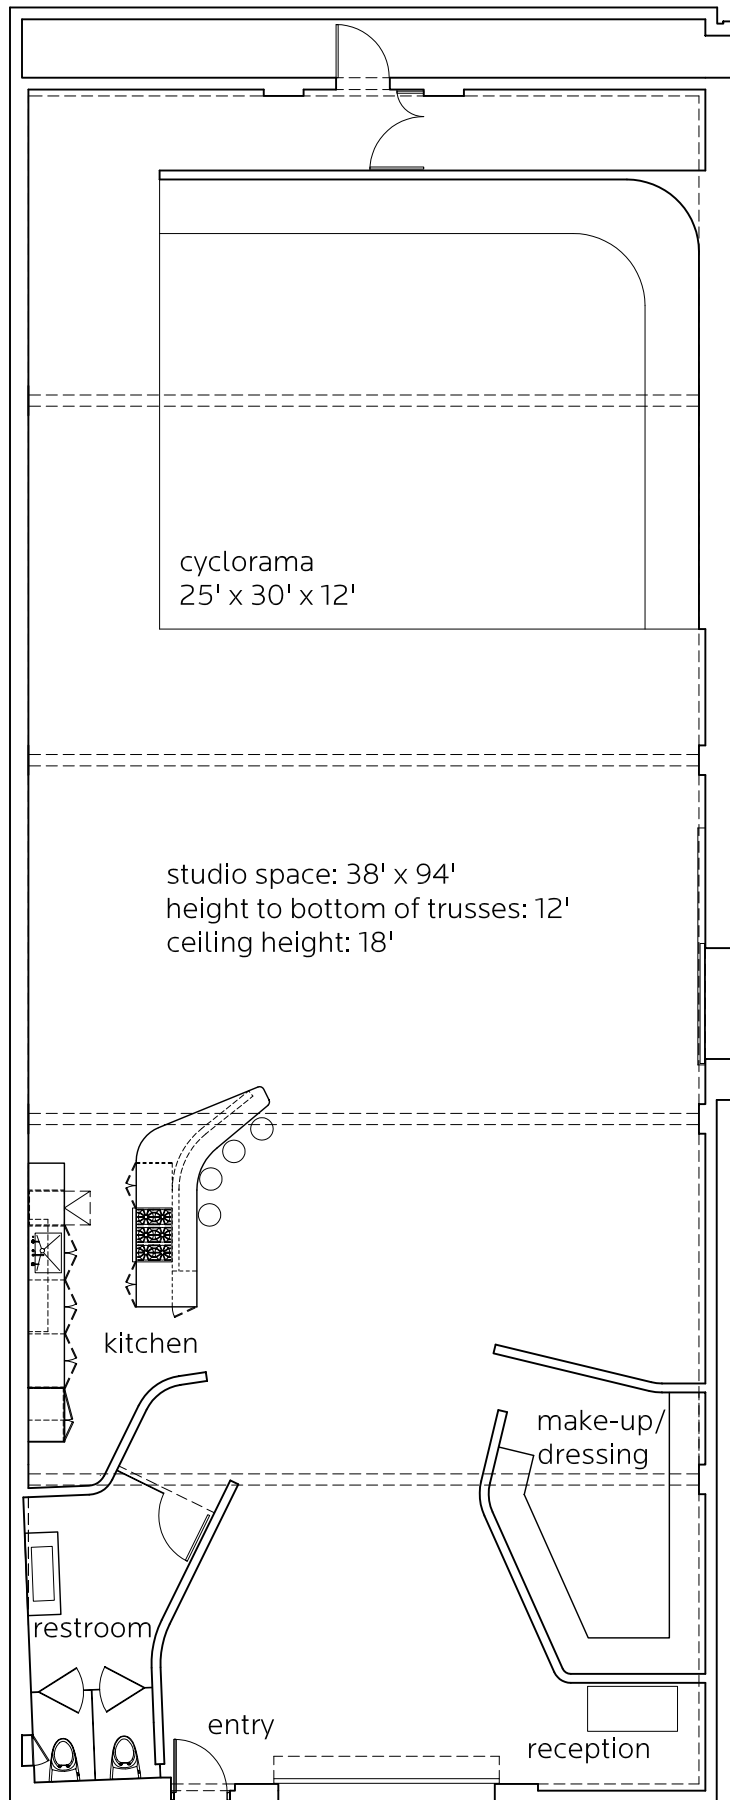 cyclorama
25' x 30' x 12'
studio space: 38' x 94'
height to bottom of trusses: 12'
ceiling height: 18'
kitchen
make-up/
dressing
restroom
entry
reception